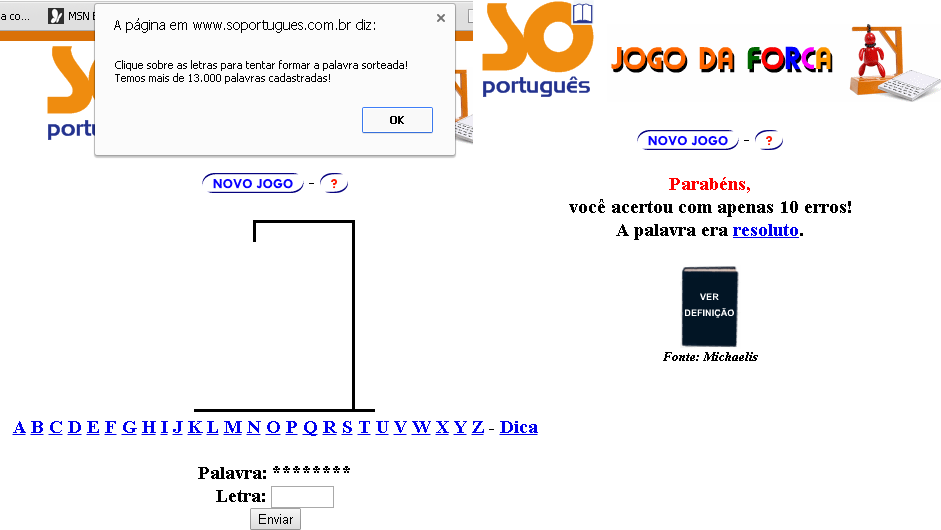 a co...
MSN
A página em www.soportugues.com.br diz:
Clique sobre as letras para tentar formar a palavra sorteada!
Temos mais de 13.000 palavras cadastradas!
OK
portug
NOVO JOGO - ?
A B C D E F G H I J K L M N O P Q R S T U V W X Y Z - Dica
Palavra: ********
Letra:
Enviar
SO
português
JOGO DA FORCA
NOVO JOGO - ?
Parabéns,
você acertou com apenas 10 erros!
A palavra era resoluto.
VER
DEFINIÇÃO
Fonte: Michaelis